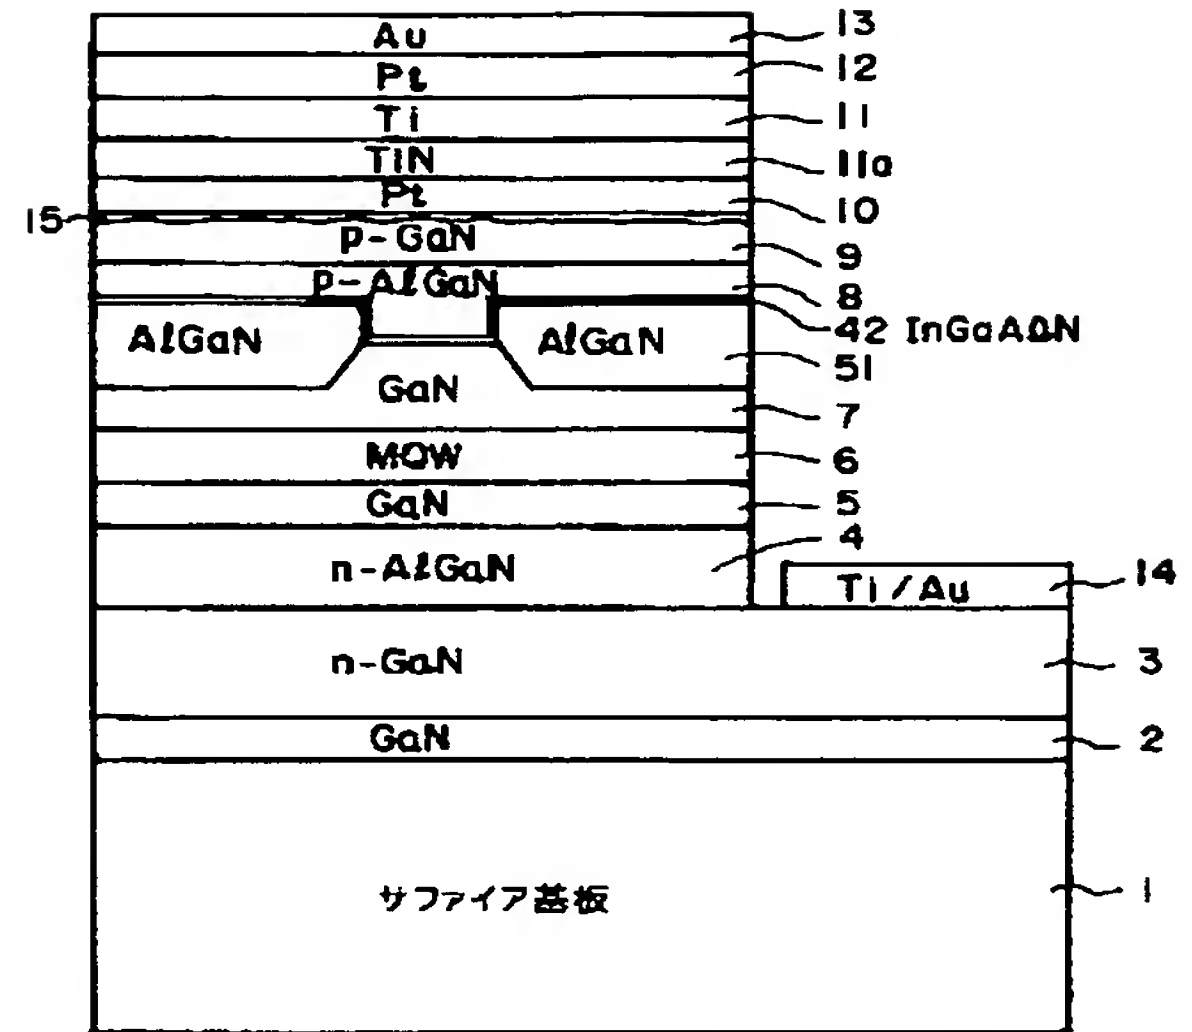 Au 13
Pt 12
Ti 11
TiN 11a
Pt 10
15
p-GaN 9
p-AlGaN 8
42 InGaAlN
AlGaN AlGaN 51
GaN 7
MQW 6
GaN 5
n-AlGaN 4
Ti/Au 14
n-GaN 3
GaN 2
サファイア基板 1